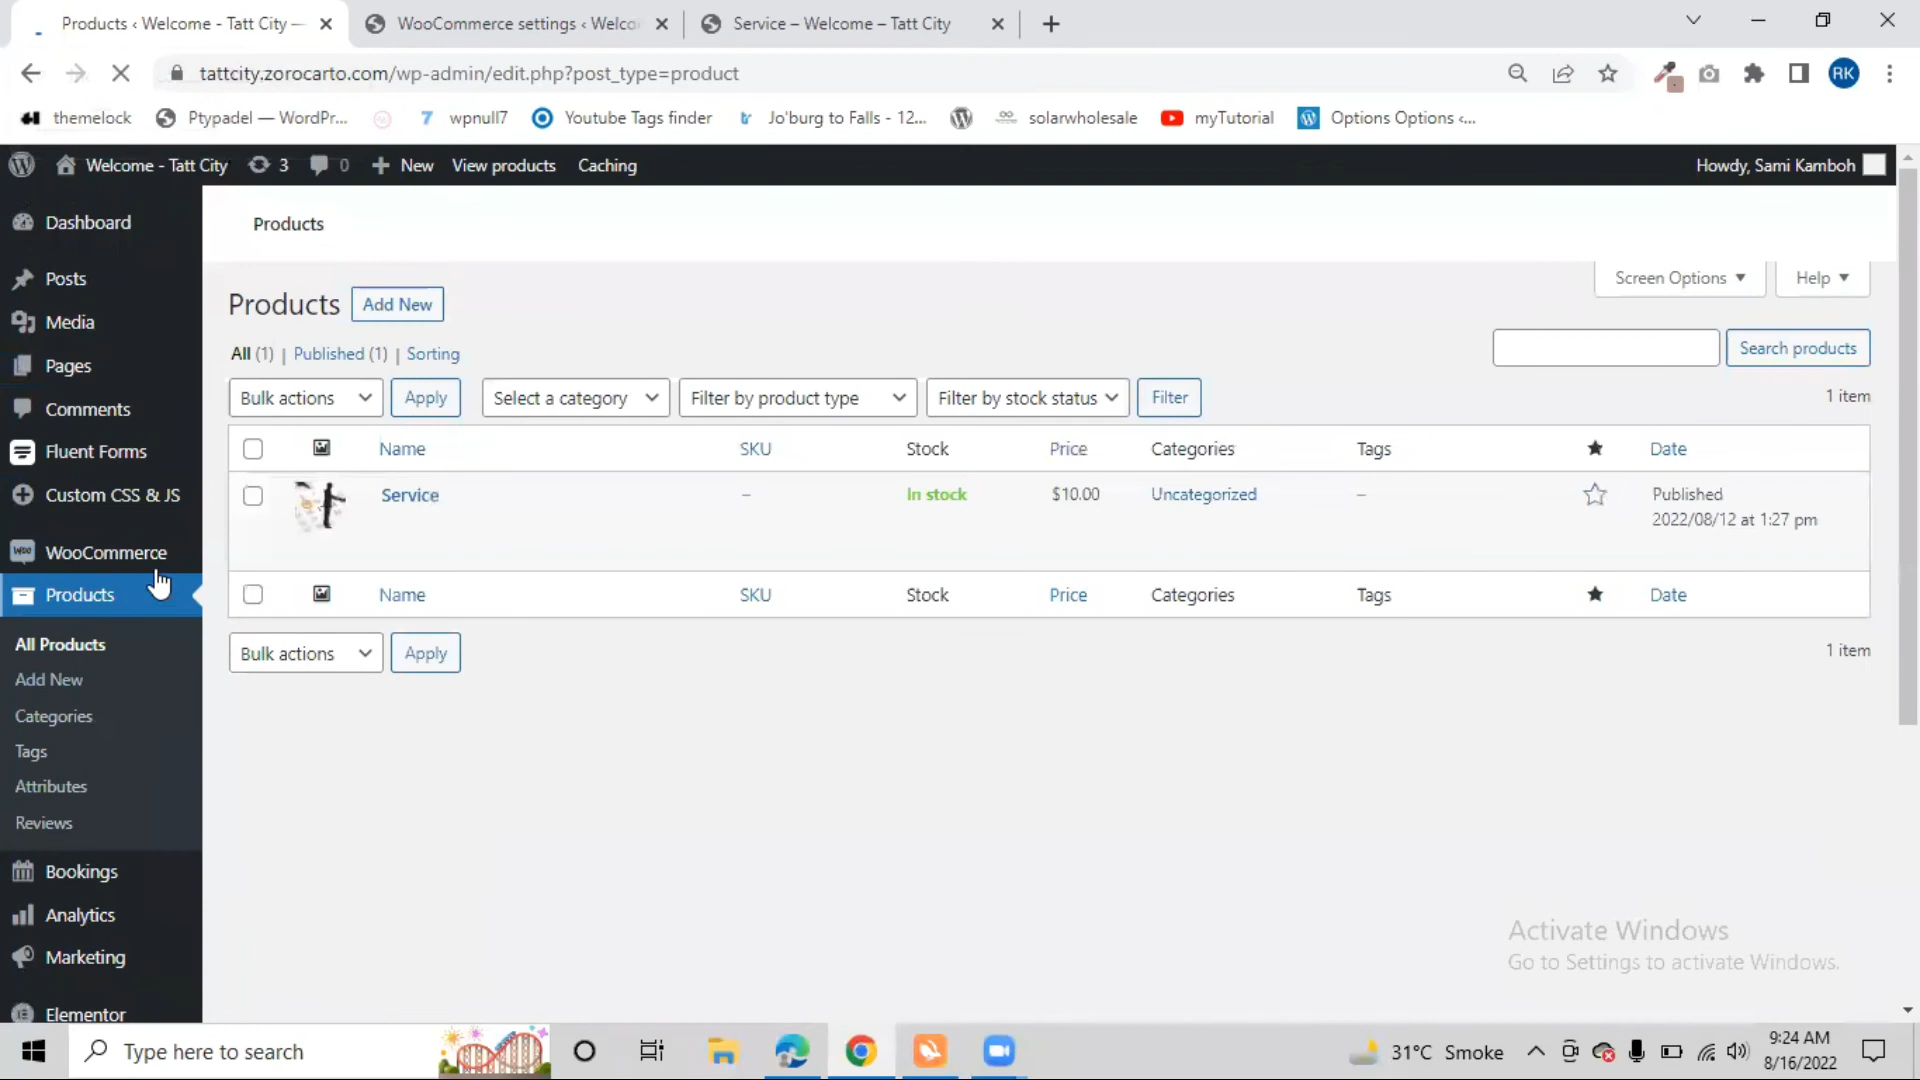 Products ‹ Welcome - Tatt City —
WooCommerce settings ‹ Welco
Service – Welcome – Tatt City
tattcity.zorocarto.com/wp-admin/edit.php?post_type=product
RK
themelock
Ptypadel — WordPr...
7 wpnull7
Youtube Tags finder
tr Jo'burg to Falls - 12...
solarwholesale
myTutorial
Options Options ‹...
Welcome - Tatt City
3
0
New
View products
Caching
Howdy, Sami Kamboh
Dashboard
Posts
Media
Pages
Comments
Fluent Forms
Custom CSS & JS
WooCommerce
Products
All Products
Add New
Categories
Tags
Attributes
Reviews
Bookings
Analytics
Marketing
Elementor
Products
Screen Options
Help
Products Add New
All (1) | Published (1) | Sorting
Search products
Bulk actions
Apply
Select a category
Filter by product type
Filter by stock status
Filter
1 item
Name SKU Stock Price Categories Tags Date
Service – In stock $10.00 Uncategorized – Published
2022/08/12 at 1:27 pm
Name SKU Stock Price Categories Tags Date
Bulk actions
Apply
1 item
Activate Windows
Go to Settings to activate Windows.
Type here to search
31°C Smoke
9:24 AM
8/16/2022